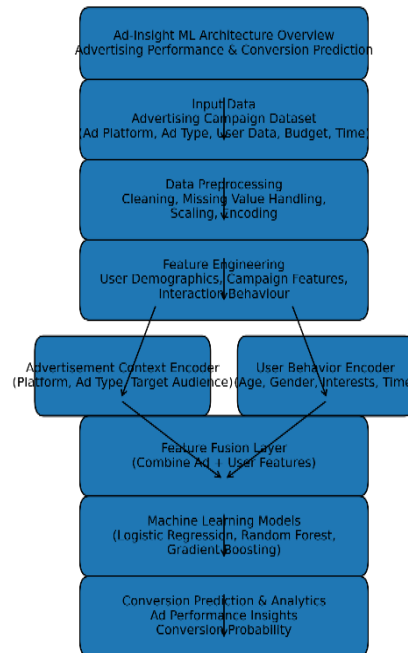 Ad-Insight ML Architecture Overview
Advertising Performance & Conversion Prediction
Input Data
Advertising Campaign Dataset
(Ad Platform, Ad Type, User Data, Budget, Time)
Data Preprocessing
Cleaning, Missing Value Handling,
Scaling, Encoding
Feature Engineering
User Demographics, Campaign Features,
Interaction Behaviour
Advertisement Context Encoder
(Platform, Ad Type, Target Audience)
User Behavior Encoder
(Age, Gender, Interests, Time)
Feature Fusion Layer
(Combine Ad + User Features)
Machine Learning Models
(Logistic Regression, Random Forest,
Gradient Boosting)
Conversion Prediction & Analytics
Ad Performance Insights
Conversion Probability